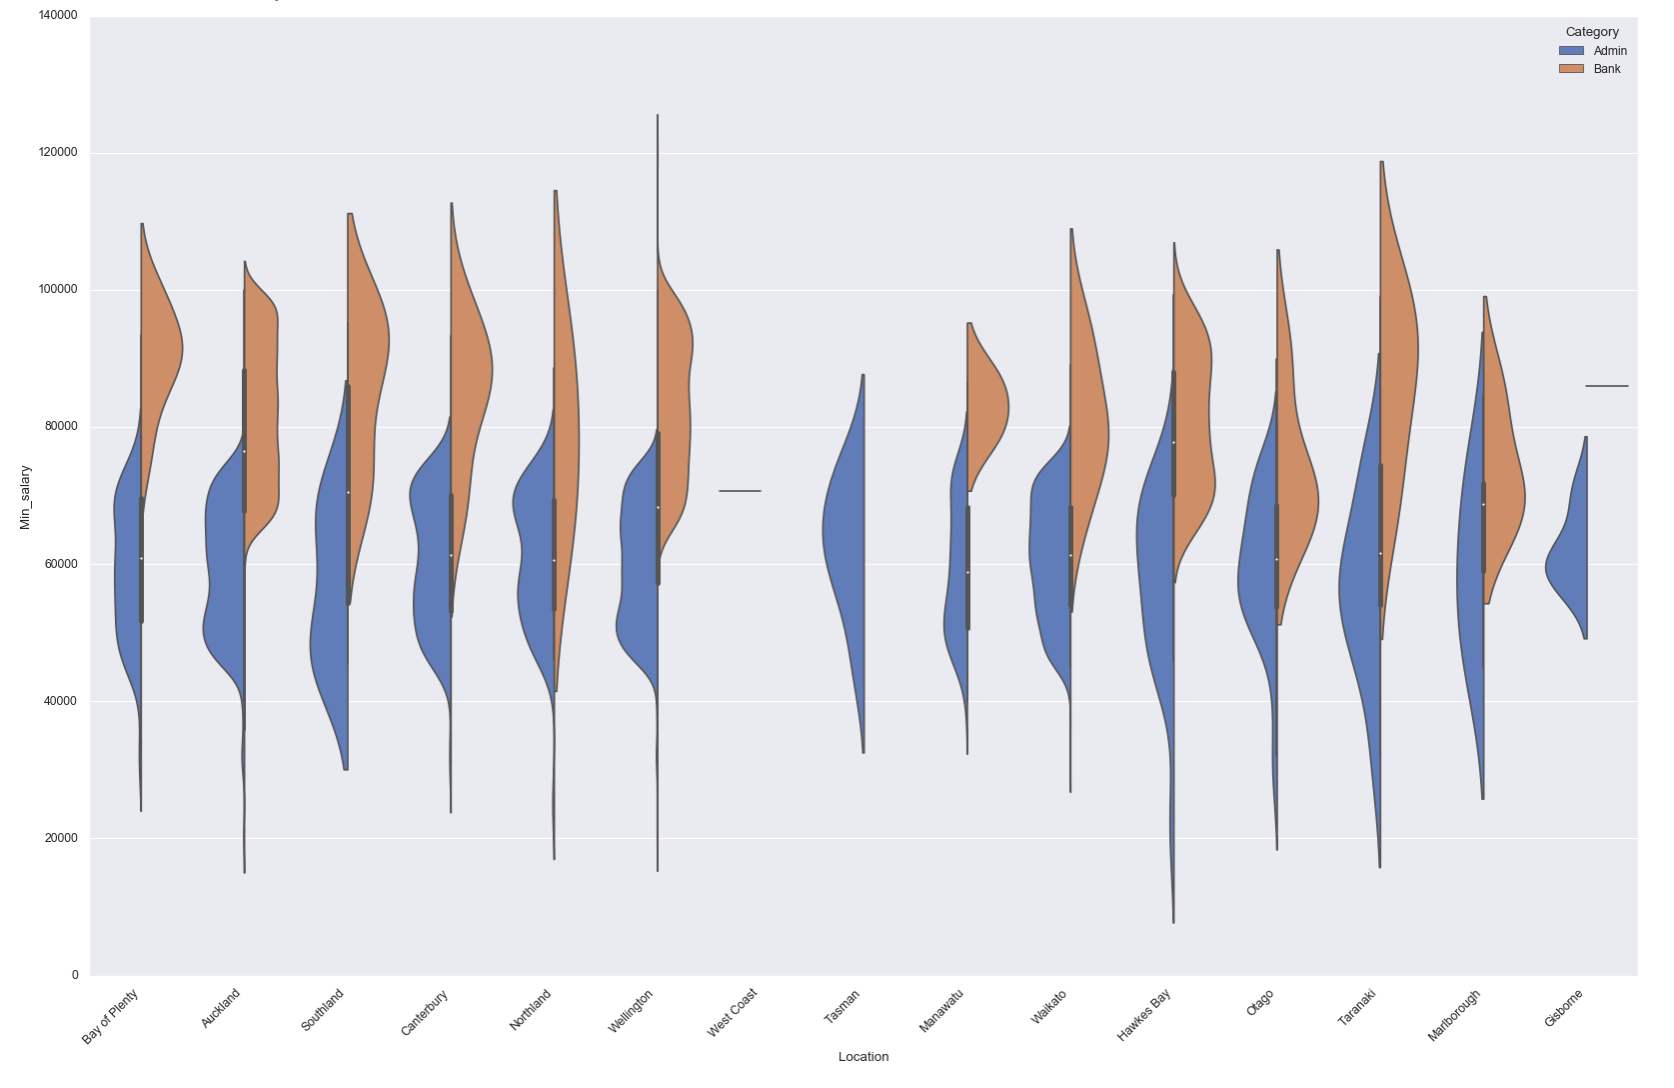 140000
120000
100000
80000
60000
40000
20000
0
Min_salary
Category
Admin
Bank
Bay of Plenty
Auckland
Southland
Canterbury
Northland
Wellington
West Coast
Tasman
Manawatu
Waikato
Hawkes Bay
Otago
Taranaki
Marlborough
Gisborne
Location